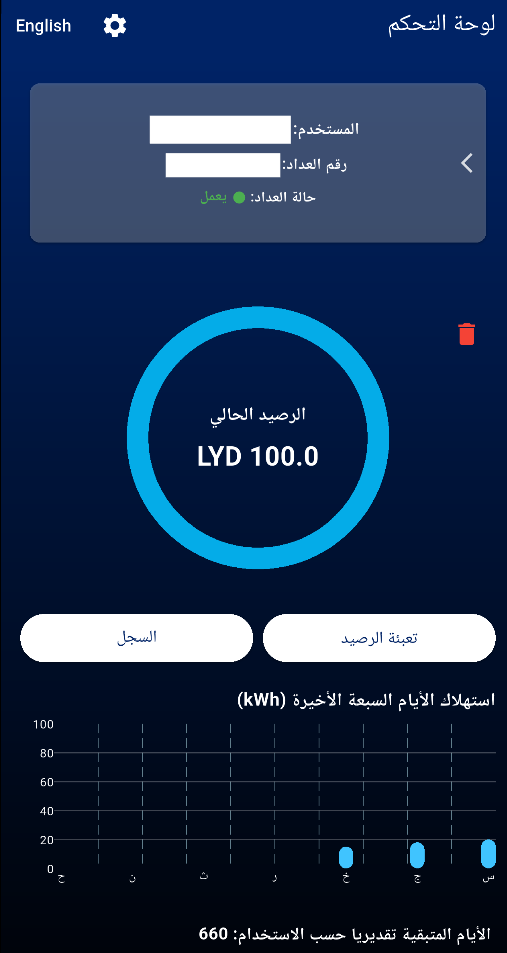 لوحة التحكم
English
المستخدم:
رقم العداد:
حالة العداد: يعمل
الرصيد الحالي
LYD 100.0
تعبئة الرصيد
السجل
استهلاك الأيام السبعة الأخيرة (kWh)
100
80
60
40
20
0
ح ن ث ر خ ج س
الأيام المتبقية تقديريا حسب الاستخدام: 660